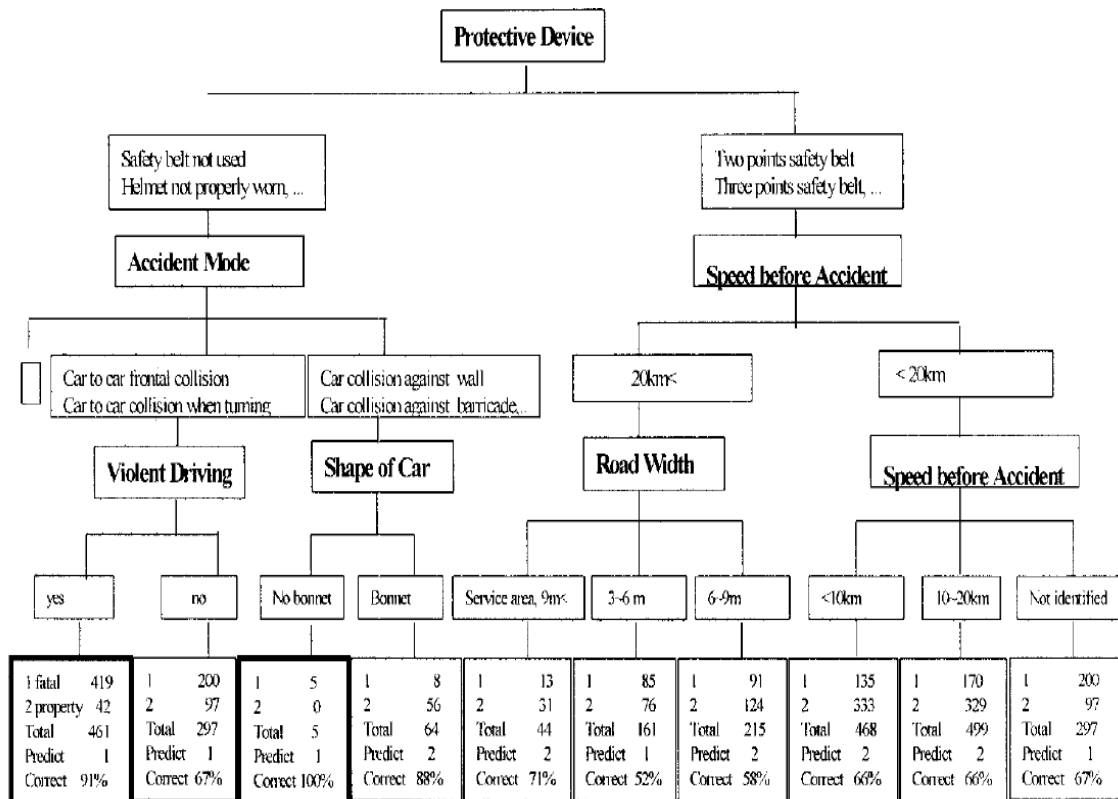 Protective Device
Safety belt not used
Helmet not properly worn, ...
Two points safety belt
Three points safety belt, ...
Accident Mode
Speed before Accident
Car to car frontal collision
Car to car collision when turning
Car collision against wall
Car collision against barricade,..
20km<
< 20km
Violent Driving
Shape of Car
Road Width
Speed before Accident
yes
no
No bonnet
Bonnet
Service area, 9m<
3~6 m
6~9m
<10km
10~20km
Not identified
1 fatal 419
2 property 42
Total 461
Predict 1
Correct 91%
1 200
2 97
Total 297
Predict 1
Correct 67%
1 5
2 0
Total 5
Predict 1
Correct 100%
1 8
2 56
Total 64
Predict 2
Correct 88%
1 13
2 31
Total 44
Predict 2
Correct 71%
1 85
2 76
Total 161
Predict 1
Correct 52%
1 91
2 124
Total 215
Predict 2
Correct 58%
1 135
2 333
Total 468
Predict 2
Correct 66%
1 170
2 329
Total 499
Predict 2
Correct 66%
1 200
2 97
Total 297
Predict 1
Correct 67%